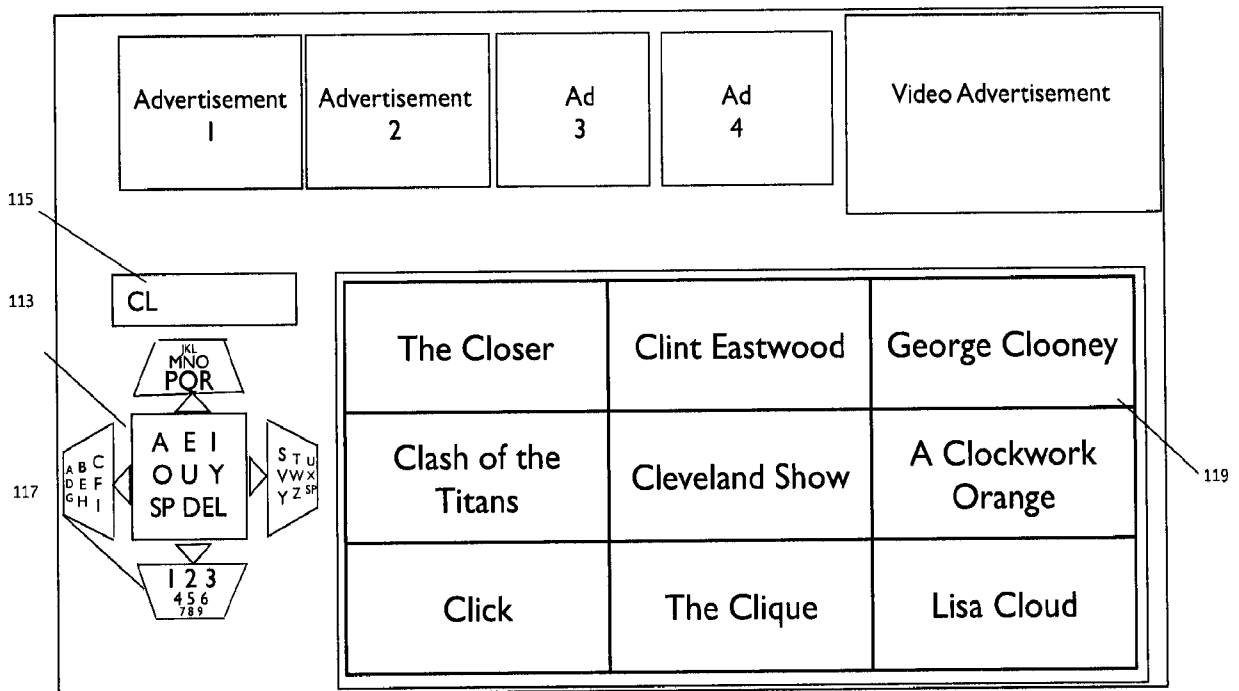 Advertisement
1
Advertisement
2
Ad
3
Ad
4
Video Advertisement
115
CL
113
JKL
MNO
PQR
A E I
O U Y
SP DEL
A B C
D E F
G H I
S T U
V W X
Y Z SP
117
1 2 3
4 5 6
7 8 9
The Closer
Clint Eastwood
George Clooney
Clash of the
Titans
Cleveland Show
A Clockwork
Orange
119
Click
The Clique
Lisa Cloud